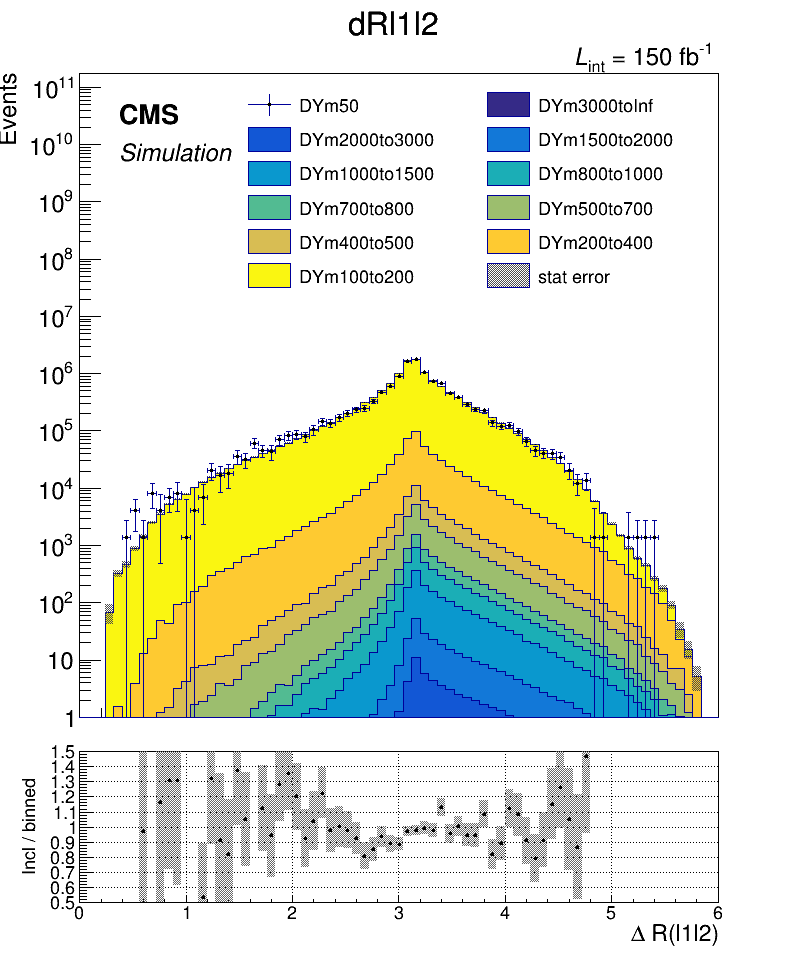 dRl1l2
Lint = 150 fb-1
Events
CMS
Simulation
DYm50
DYm3000toInf
DYm2000to3000
DYm1500to2000
DYm1000to1500
DYm800to1000
DYm700to800
DYm500to700
DYm400to500
DYm200to400
DYm100to200
stat error
10^11
10^10
10^9
10^8
10^7
10^6
10^5
10^4
10^3
10^2
10
1
Incl / binned
1.5
1.4
1.3
1.2
1.1
1
0.9
0.8
0.7
0.6
0.5
0 1 2 3 4 5 6
Δ R(l1l2)